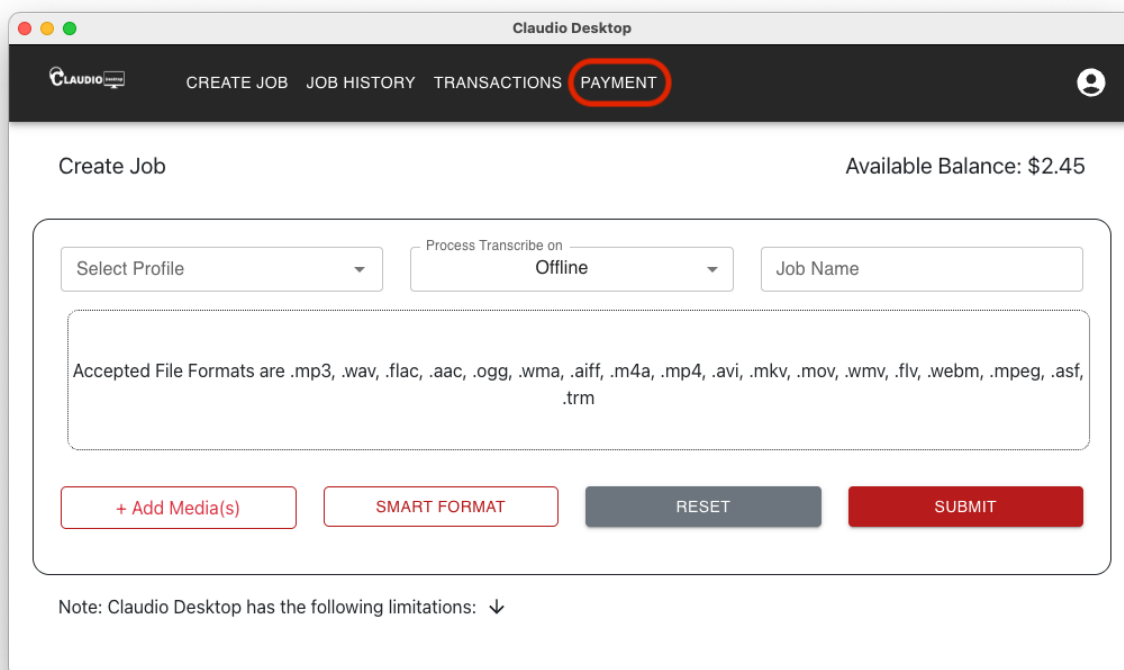 Claudio Desktop
CLAUDIO Desktop
CREATE JOB JOB HISTORY TRANSACTIONS PAYMENT
Create Job
Available Balance: $2.45
Select Profile
Process Transcribe on
Offline
Job Name
Accepted File Formats are .mp3, .wav, .flac, .aac, .ogg, .wma, .aiff, .m4a, .mp4, .avi, .mkv, .mov, .wmv, .flv, .webm, .mpeg, .asf,
.trm
+ Add Media(s)
SMART FORMAT
RESET
SUBMIT
Note: Claudio Desktop has the following limitations: ↓